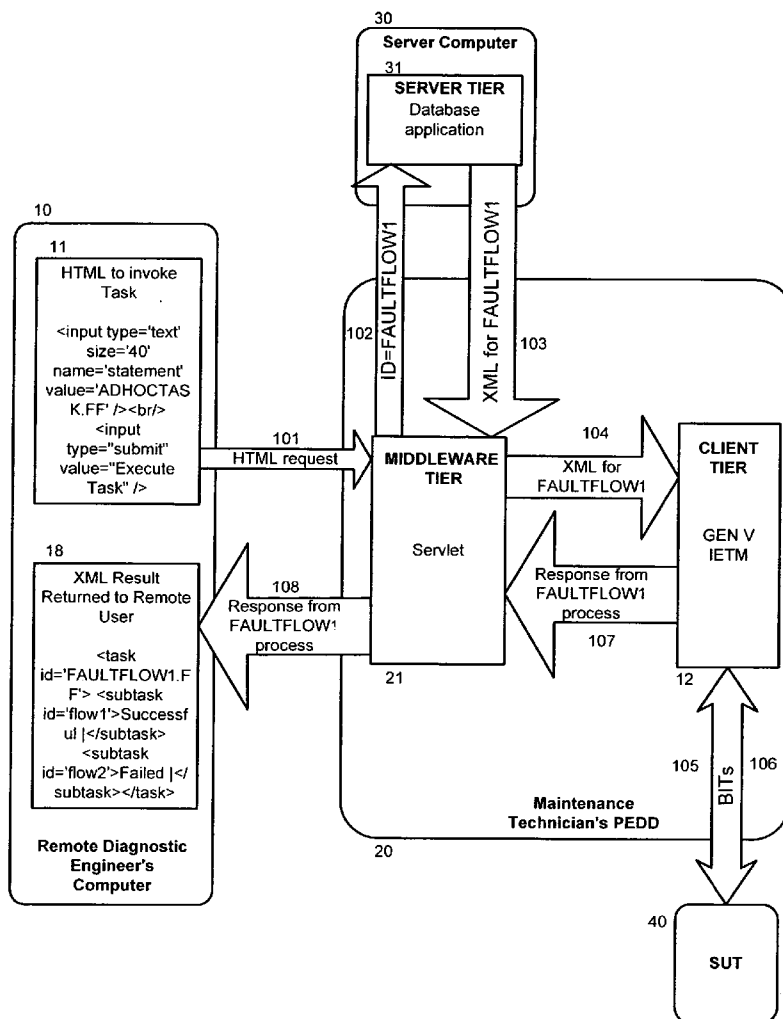 30
Server Computer
31
SERVER TIER
Database
application
10
11
HTML to invoke
Task
<input type='text'
size='40'
name='statement'
value='ADHOCTAS
K.FF' /><br/>
<input
type="submit"
value="Execute
Task" />
102
ID=FAULTFLOW1
XML for FAULTFLOW1
103
101
HTML request
MIDDLEWARE
TIER
Servlet
104
XML for
FAULTFLOW1
CLIENT
TIER
GEN V
IETM
18
XML Result
Returned to Remote
User
<task
id='FAULTFLOW1.F
F'> <subtask
id='flow1'>Successf
ul |</subtask>
<subtask
id='flow2'>Failed |</
subtask></task>
108
Response from
FAULTFLOW1
process
Response from
FAULTFLOW1
process
107
21
12
105
BITs
106
Maintenance
Technician's PEDD
20
Remote Diagnostic
Engineer's
Computer
40
SUT